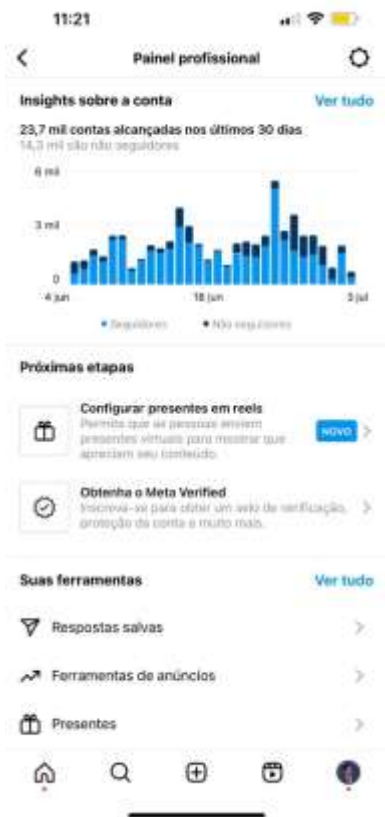 11:21
Painel profissional
Insights sobre a conta Ver tudo
23,7 mil contas alcançadas nos últimos 30 dias
14,3 mil são não seguidores
6 mil
3 mil
0
4 jun 18 jun 3 jul
Seguidores Não seguidores
Próximas etapas
Configurar presentes em reels
Permita que as pessoas enviem
presentes virtuais para mostrar que
apreciam seu conteúdo.
NOVO
Obtenha o Meta Verified
Inscreva-se para obter um selo de verificação,
proteção da conta e muito mais.
Suas ferramentas Ver tudo
Respostas salvas
Ferramentas de anúncios
Presentes